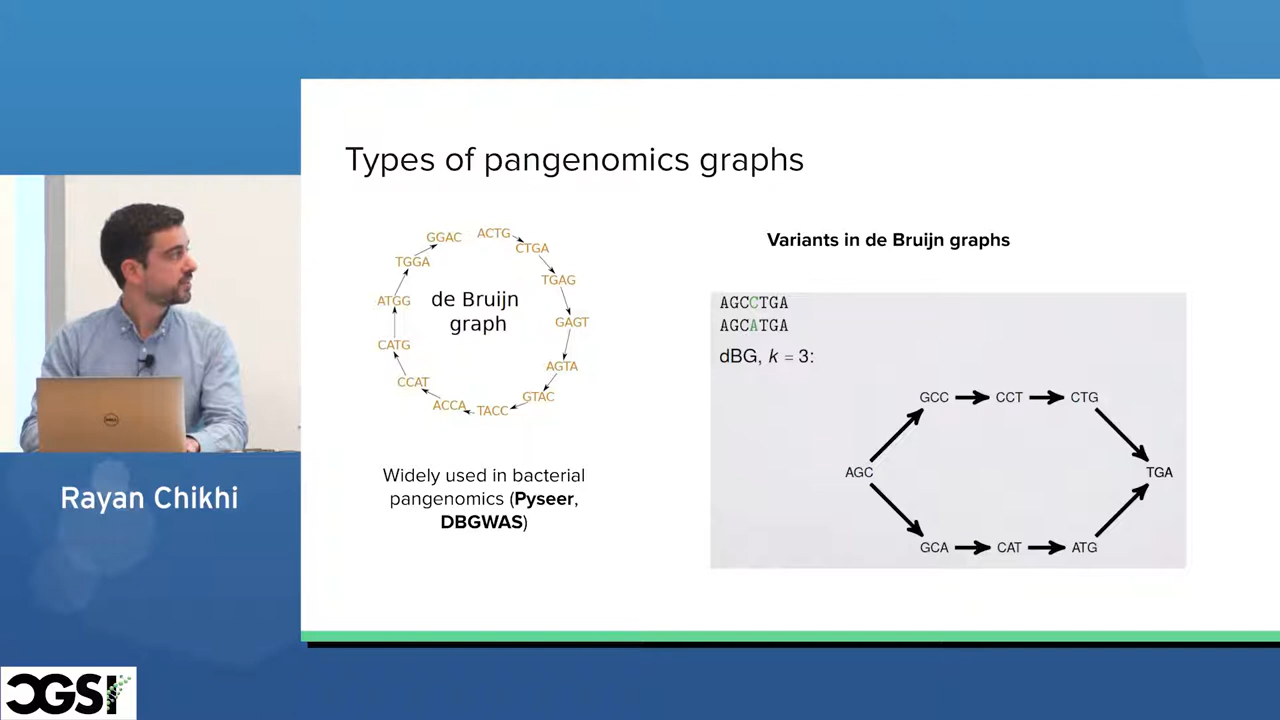 Types of pangenomics graphs
GGAC
ACTG
CTGA
TGAG
GAGT
AGTA
GTAC
TACC
ACCA
CCAT
CATG
ATGG
TGGA
de Bruijn
graph
Widely used in bacterial
pangenomics (Pyseer,
DBGWAS)
Variants in de Bruijn graphs
AGCCTGA
AGCATGA
dBG, k = 3:
GCC
CCT
CTG
AGC
TGA
GCA
CAT
ATG
DELL
Rayan Chikhi
CGSI